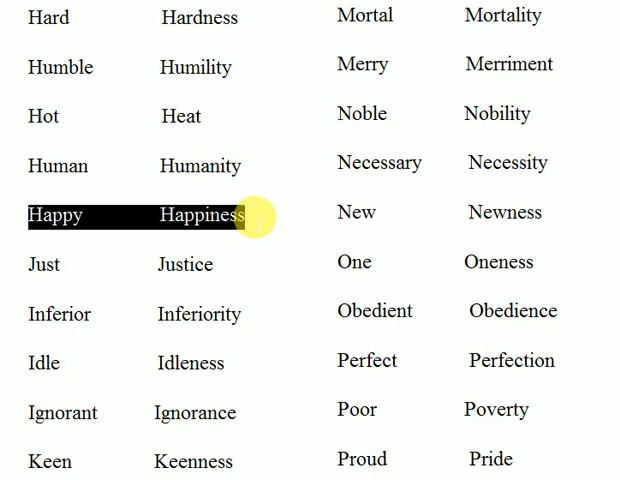 Hard Hardness
Humble Humility
Hot Heat
Human Humanity
Happy Happiness
Just Justice
Inferior Inferiority
Idle Idleness
Ignorant Ignorance
Keen Keenness
Mortal Mortality
Merry Merriment
Noble Nobility
Necessary Necessity
New Newness
One Oneness
Obedient Obedience
Perfect Perfection
Poor Poverty
Proud Pride